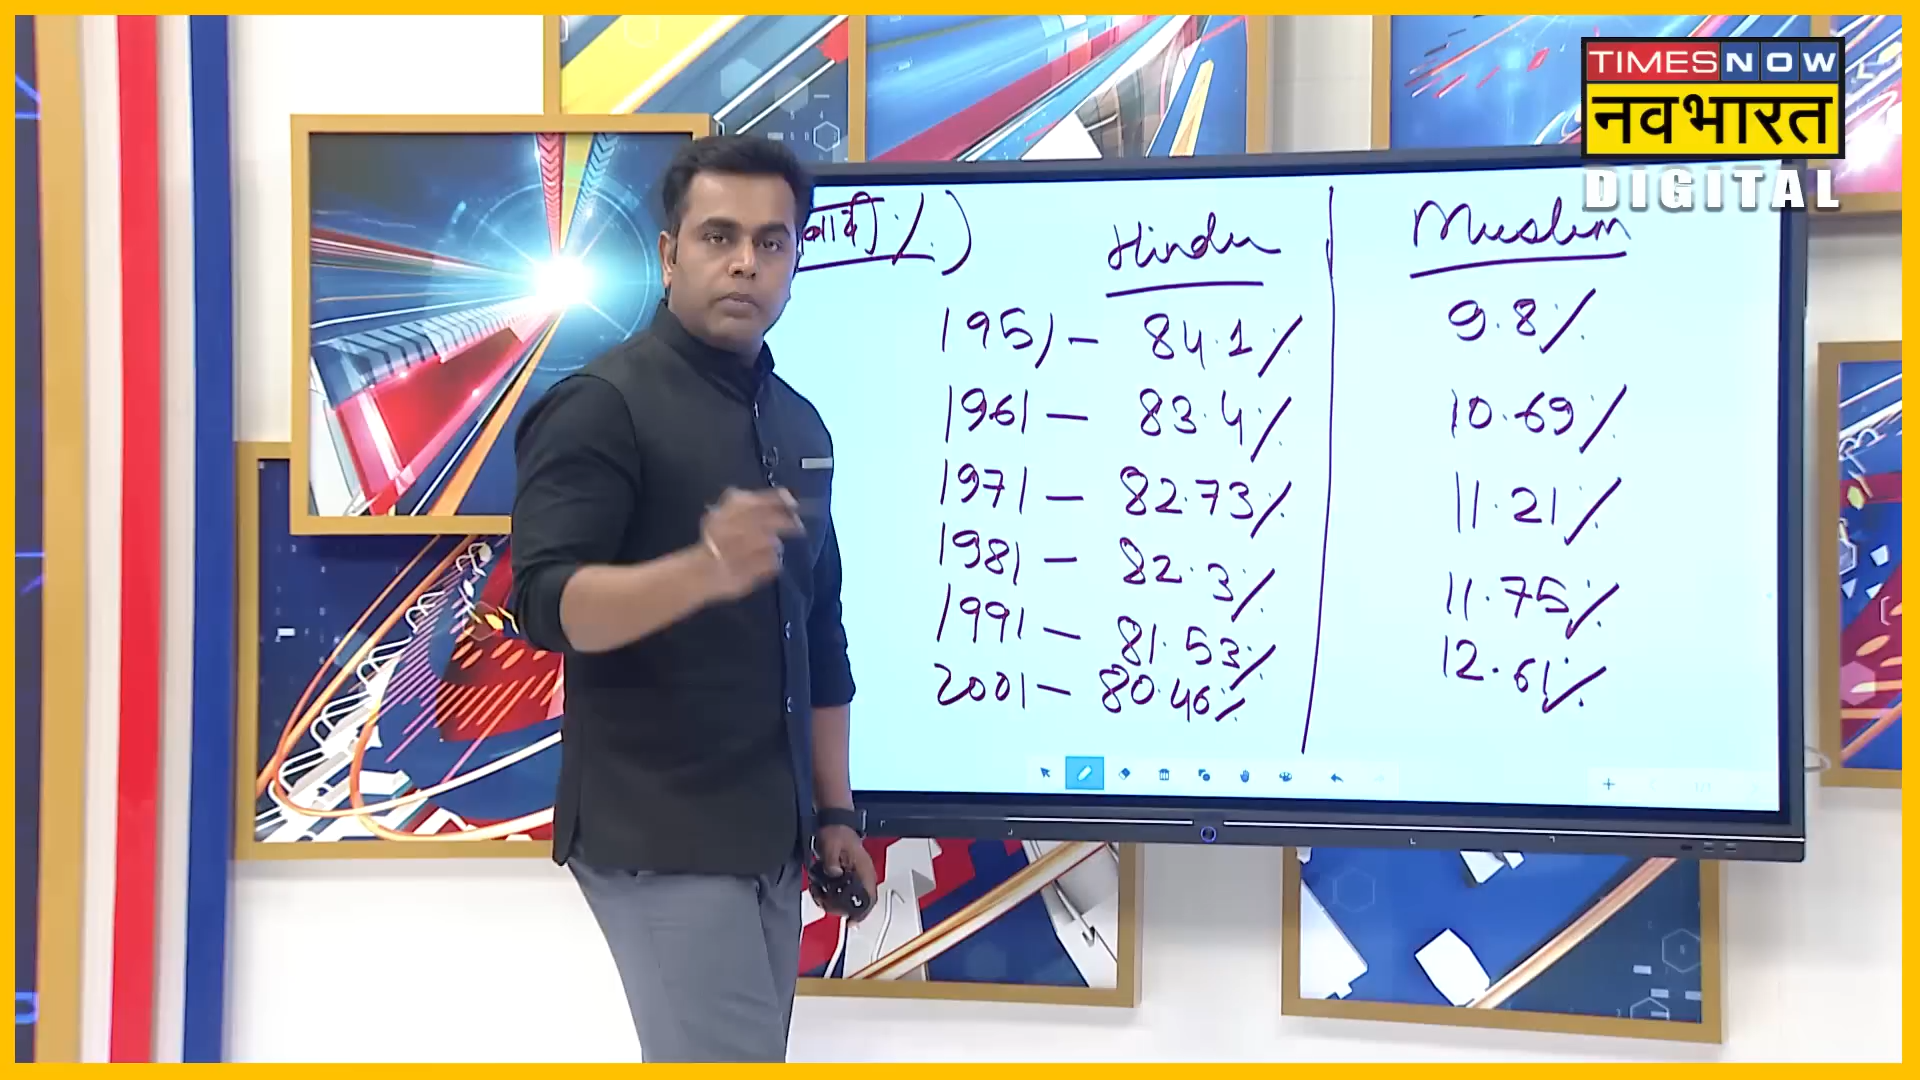 TIMES NOW
नवभारत
DIGITAL
%)
Hindu
Muslim
1951 - 84.1%
9.8%
1961 - 83.4%
10.69%
1971 - 82.73%
11.21%
1981 - 82.3%
11.75%
1991 - 81.53%
12.61%
2001 - 80.46%